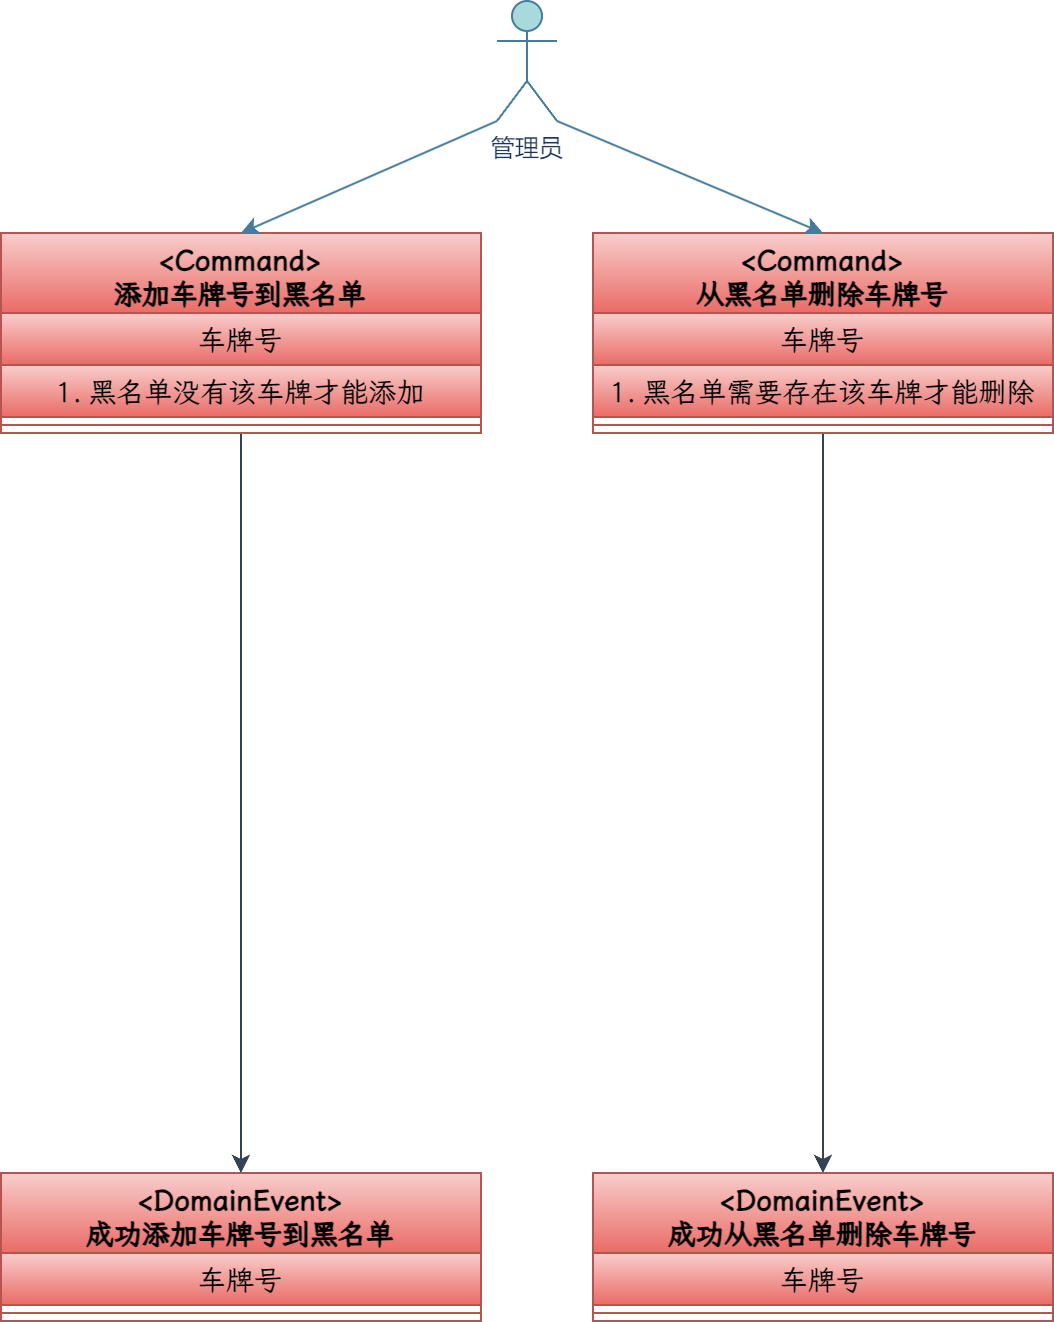 管理员
<Command>
添加车牌号到黑名单
车牌号
1. 黑名单没有该车牌才能添加
<Command>
从黑名单删除车牌号
车牌号
1. 黑名单需要存在该车牌才能删除
<DomainEvent>
成功添加车牌号到黑名单
车牌号
<DomainEvent>
成功从黑名单删除车牌号
车牌号